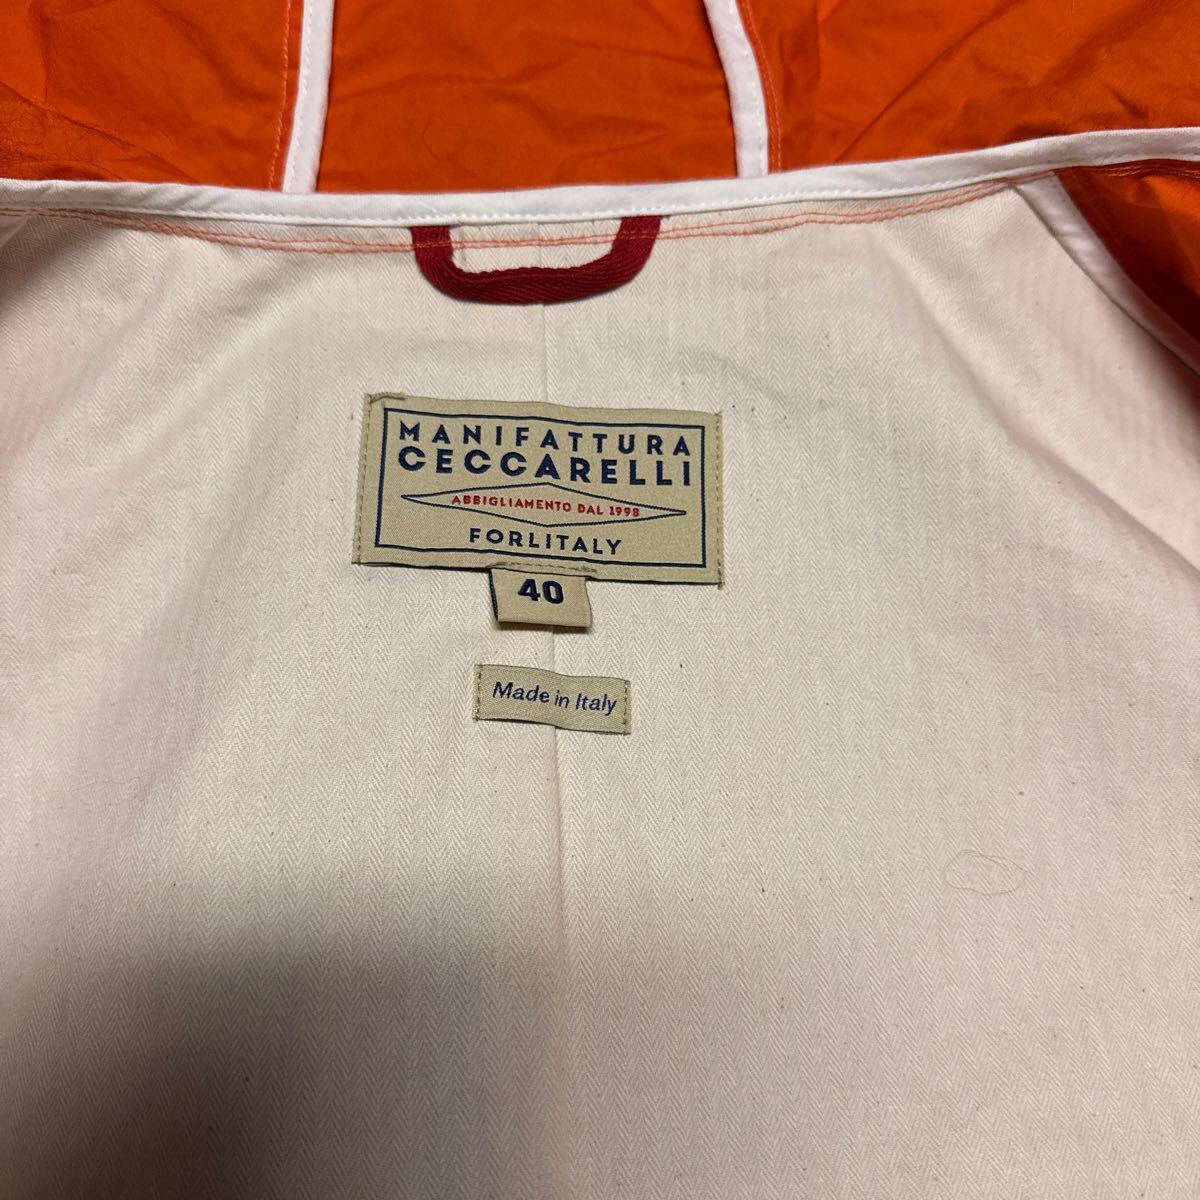 MANIFATTURA
CECCARELLI
ABBIGLIAMENTO DAL 1998
FORLITALY
40
Made in Italy